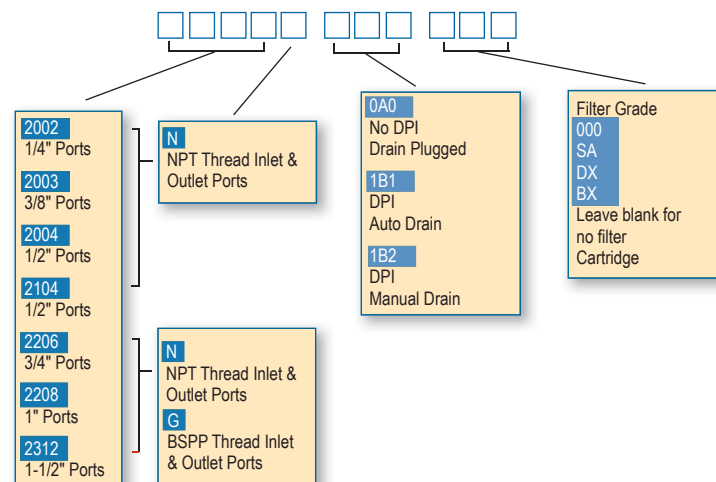 2002
1/4" Ports
2003
3/8" Ports
2004
1/2" Ports
2104
1/2" Ports
2206
3/4" Ports
2208
1" Ports
2312
1-1/2" Ports
N
NPT Thread Inlet &
Outlet Ports
N
NPT Thread Inlet &
Outlet Ports
G
BSPP Thread Inlet
& Outlet Ports
0A0
No DPI
Drain Plugged
1B1
DPI
Auto Drain
1B2
DPI
Manual Drain
Filter Grade
000
SA
DX
BX
Leave blank for
no filter
Cartridge